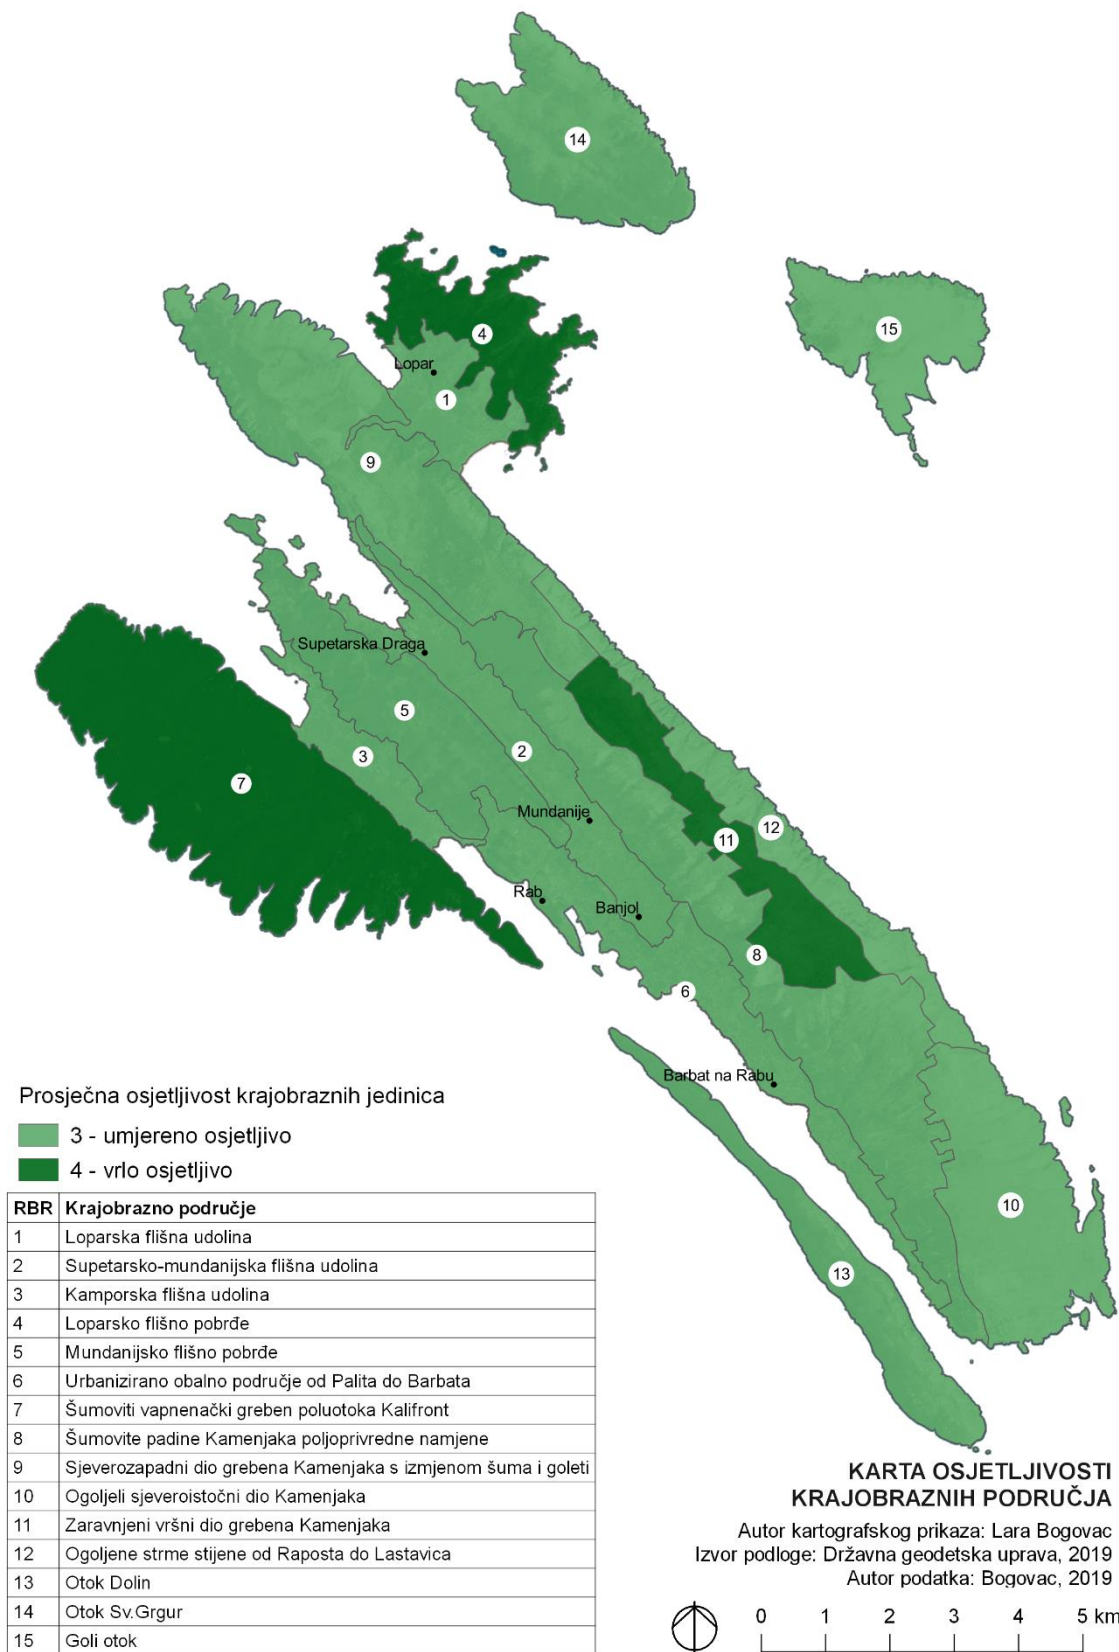 14
15
4
Lopar
1
9
Supetarska Draga
5
3
2
7
Mundanije
11
12
Rab
Banjol
8
6
Barbat na Rabu
10
13
Prosječna osjetljivost krajobraznih jedinica
3 - umjereno osjetljivo
4 - vrlo osjetljivo
RBR Krajobrazno područje
1 Loparska flišna udolina
2 Supetarsko-mundanijska flišna udolina
3 Kamporska flišna udolina
4 Loparsko flišno pobrđe
5 Mundanijsko flišno pobrđe
6 Urbanizirano obalno područje od Palita do Barbata
7 Šumoviti vapnenački greben poluotoka Kalifront
8 Šumovite padine Kamenjaka poljoprivredne namjene
9 Sjeverozapadni dio grebena Kamenjaka s izmjenom šuma i goleti
10 Ogoljeli sjeveroistočni dio Kamenjaka
11 Zaravnjeni vršni dio grebena Kamenjaka
12 Ogoljene strme stijene od Raposta do Lastavica
13 Otok Dolin
14 Otok Sv.Grgur
15 Goli otok
KARTA OSJETLJIVOSTI
KRAJOBRAZNIH PODRUČJA
Autor kartografskog prikaza: Lara Bogovac
Izvor podloge: Državna geodetska uprava, 2019
Autor podatka: Bogovac, 2019
0 1 2 3 4 5 km